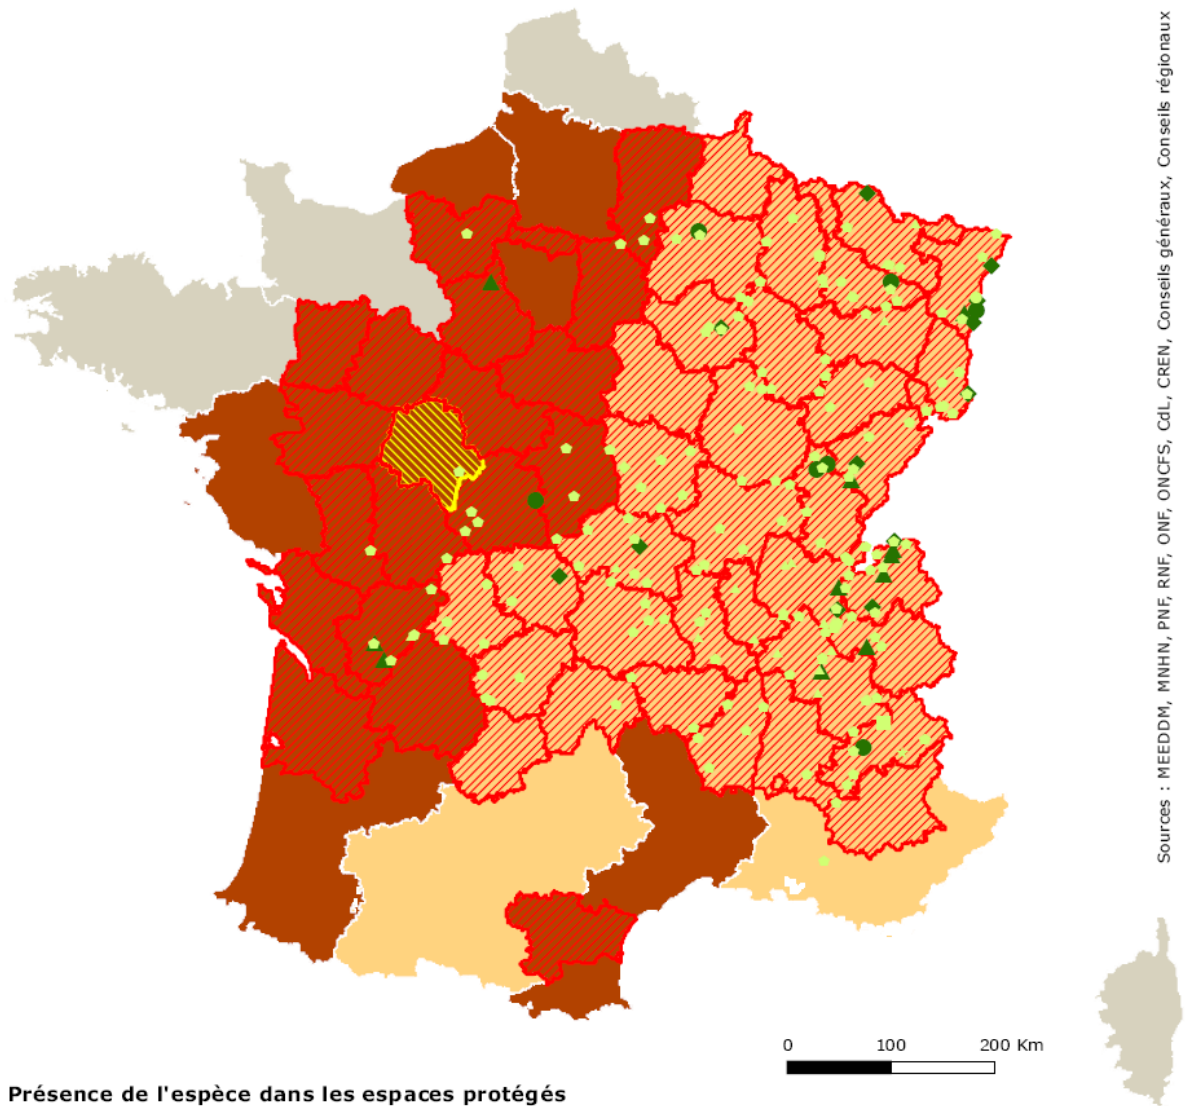 Sources : MEEDDM, MNHN, PNF, RNF, ONF, ONCFS, CdL, CREN, Conseils généraux, Conseils régionaux
0 100 200 Km
Présence de l'espèce dans les espaces protégés